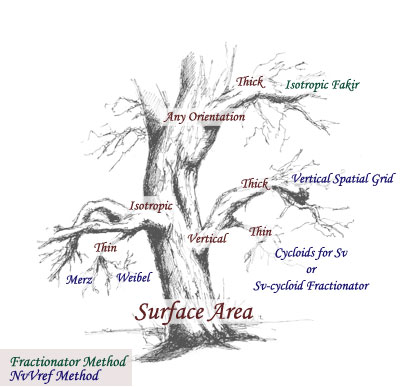 Thick
Isotropic Fakir
Any Orientation
Thick
Vertical Spatial Grid
Isotropic
Thin
Vertical
Thin
Cycloids for Sv
or
Sv-cycloid Fractionator
Merz
Weibel
Surface Area
Fractionator Method
NvVref Method